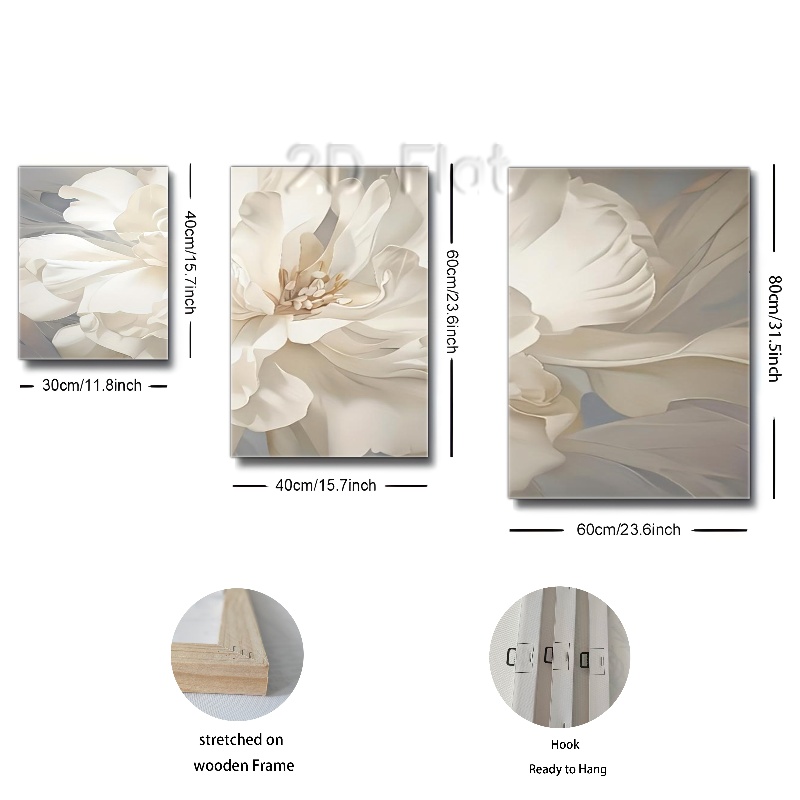 2D Flat
40cm/15.7inch
30cm/11.8inch
60cm/23.6inch
40cm/15.7inch
80cm/31.5inch
60cm/23.6inch
stretched on
wooden Frame
Hook
Ready to Hang